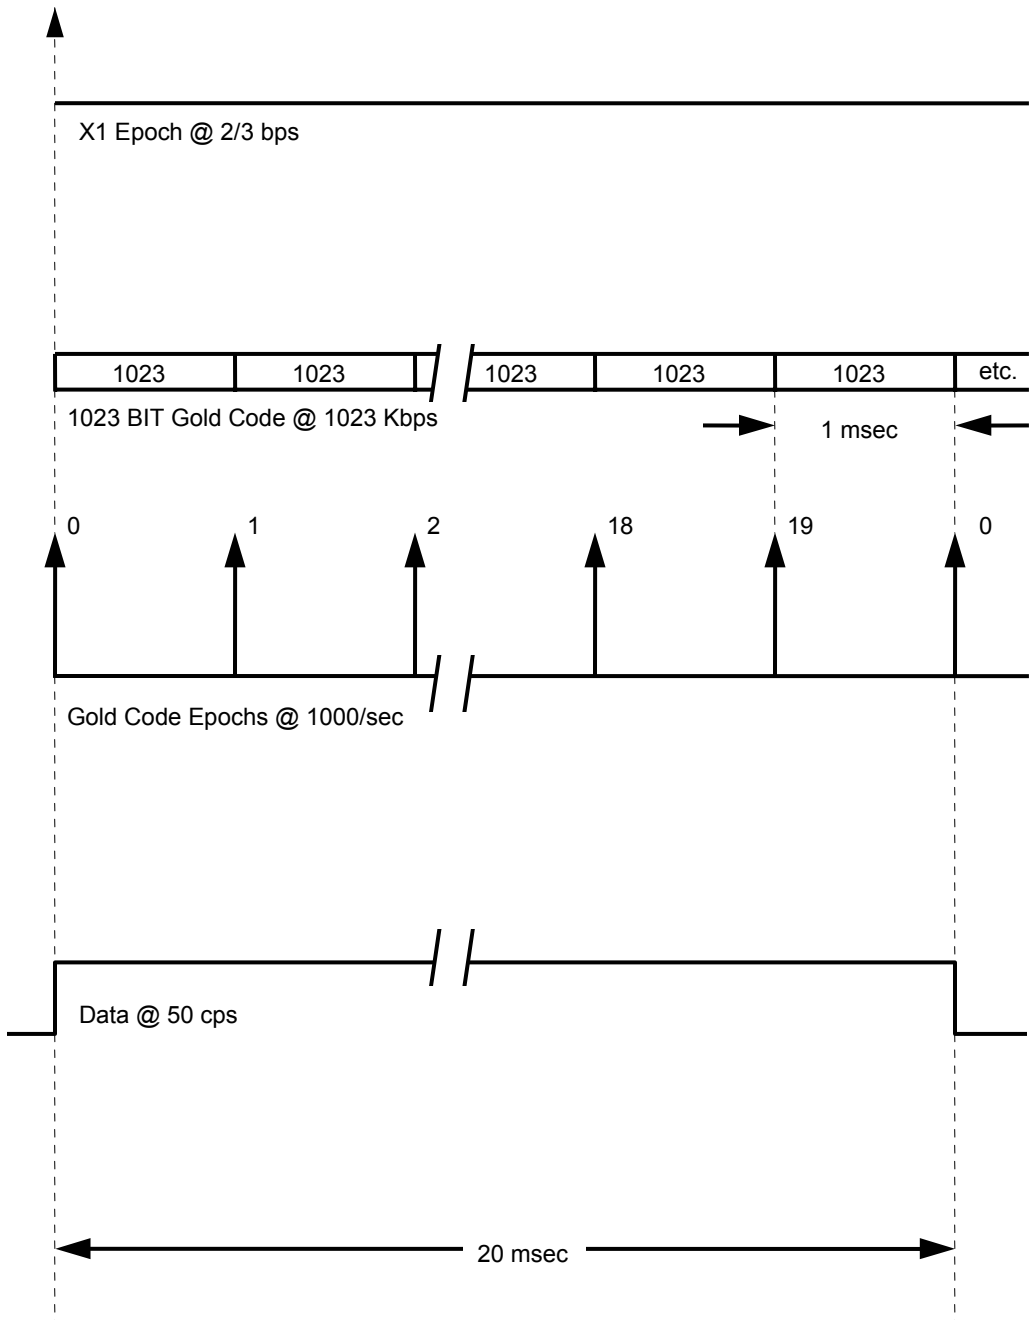 X1 Epoch @ 2/3 bps
1023 1023 1023 1023 1023 etc.
1023 BIT Gold Code @ 1023 Kbps
1 msec
0 1 2 18 19 0
Gold Code Epochs @ 1000/sec
Data @ 50 cps
20 msec